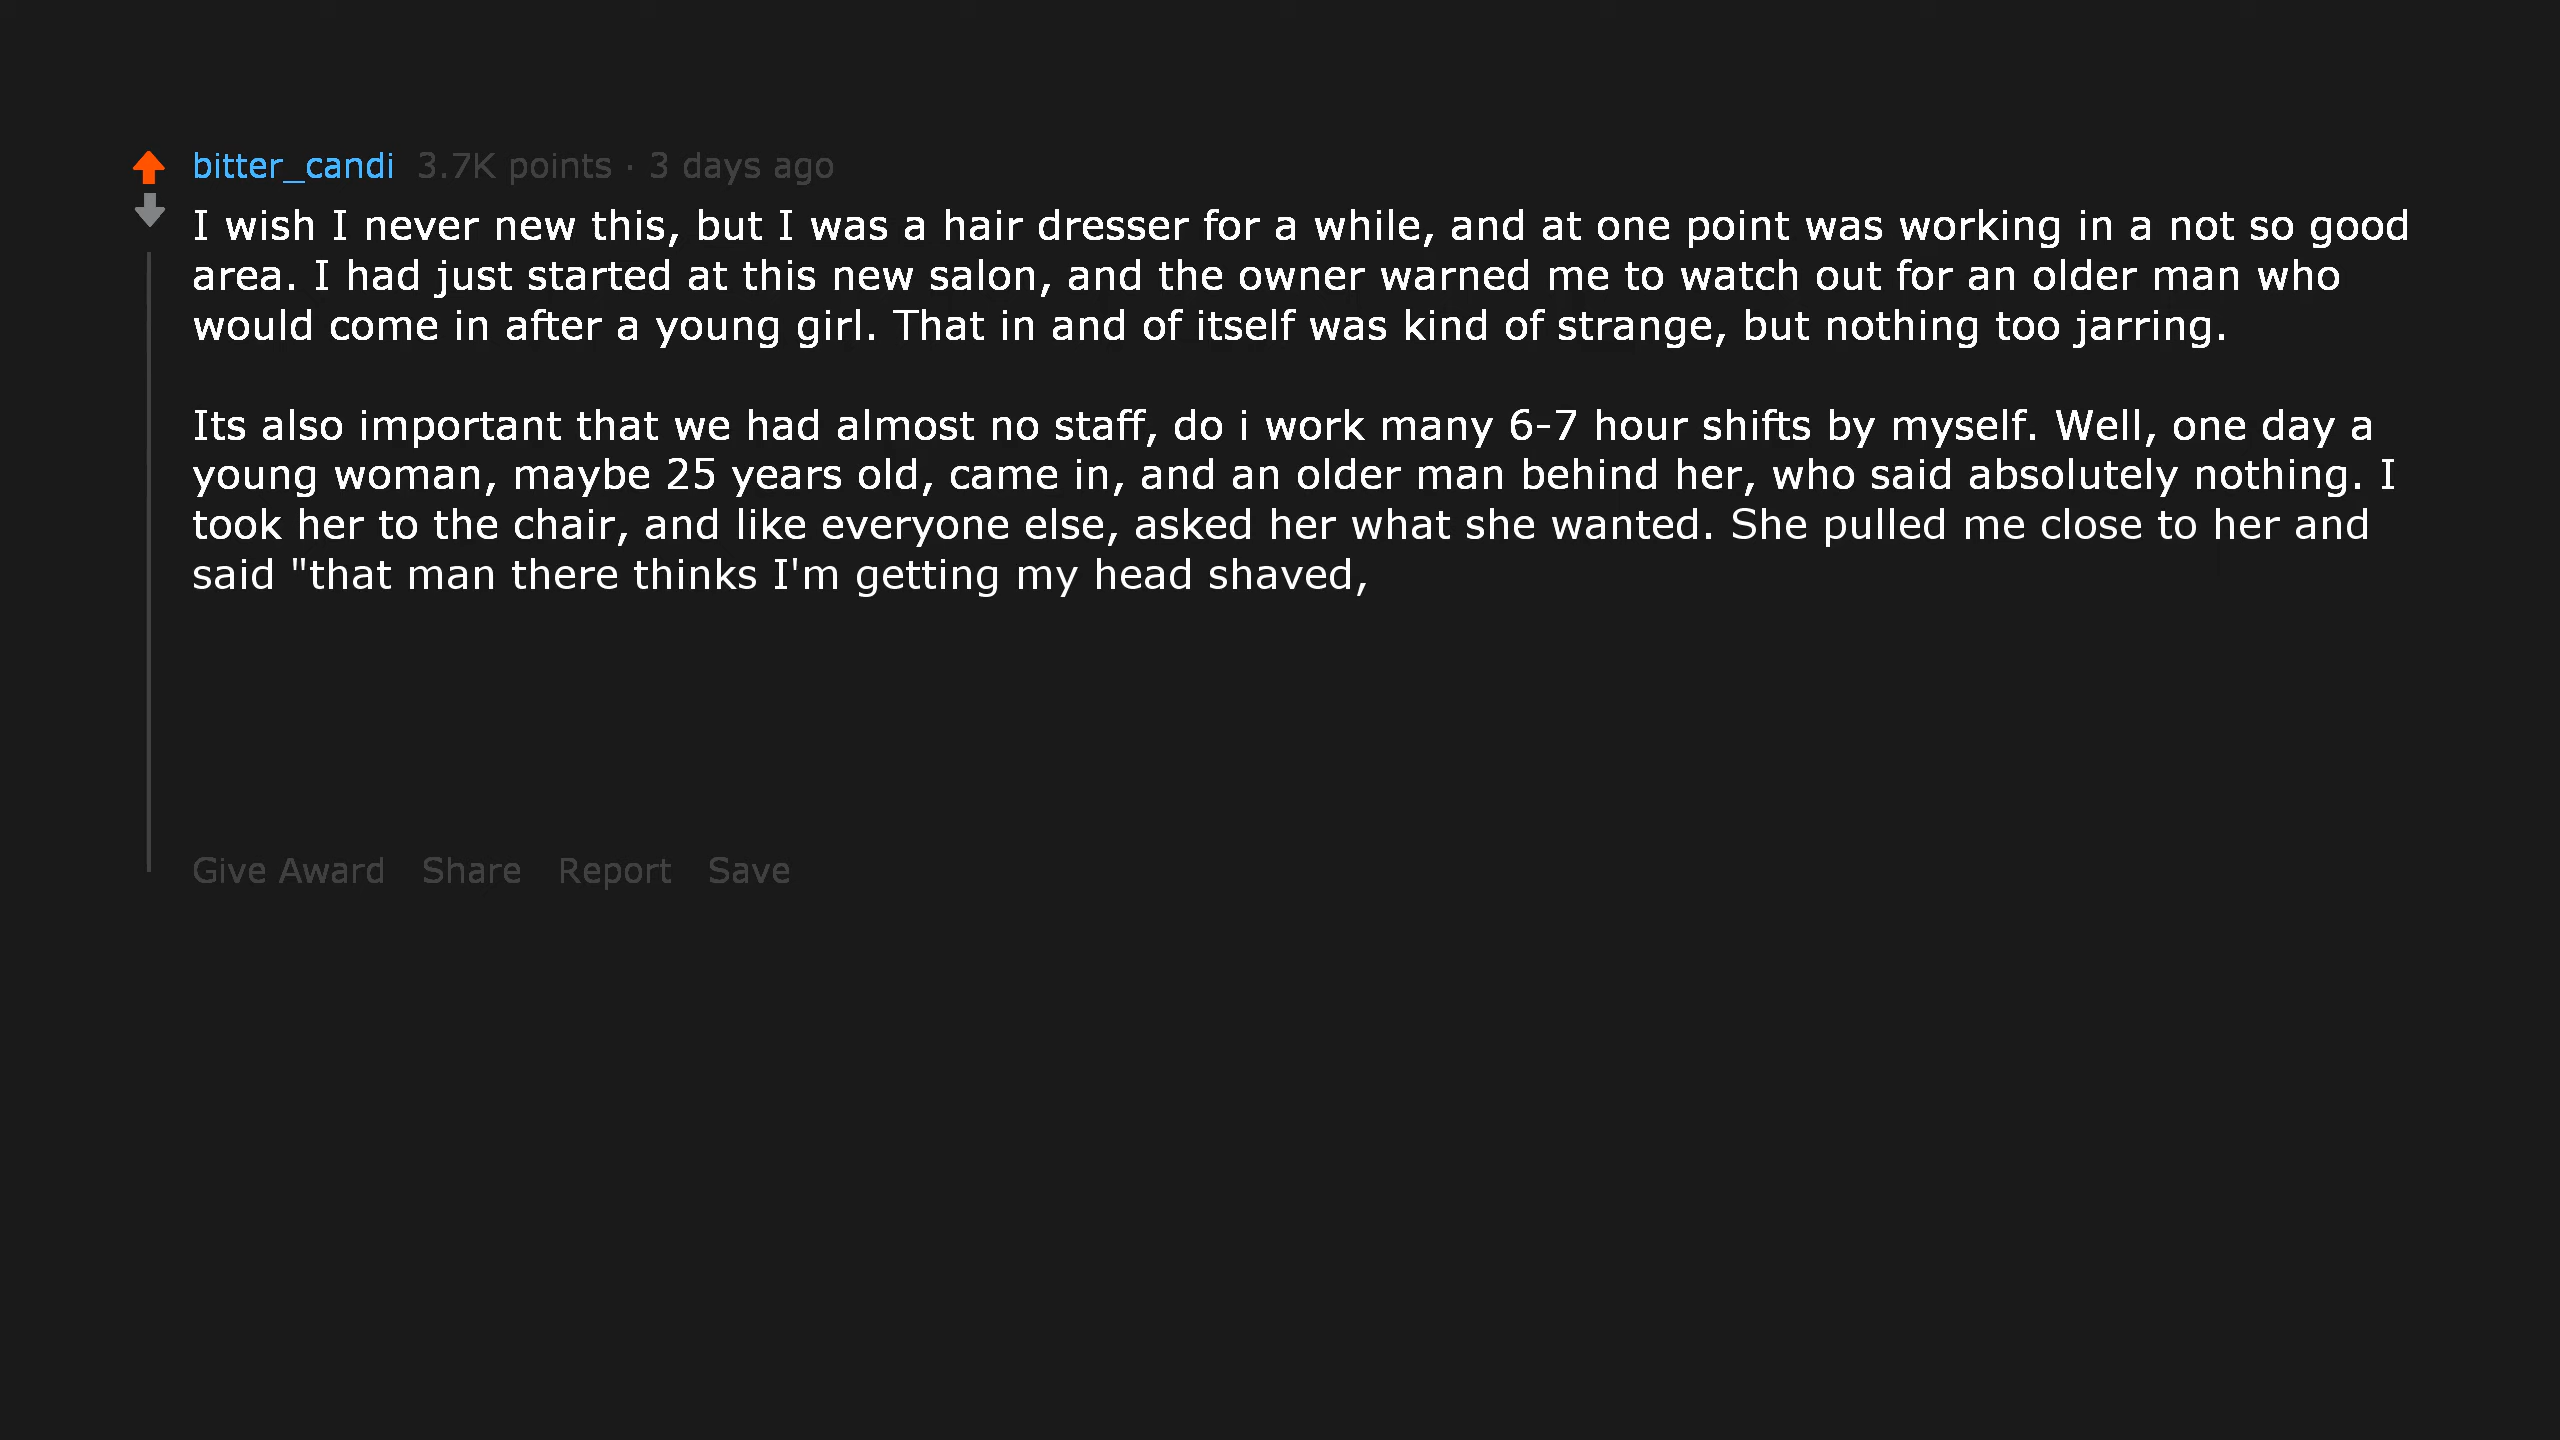 bitter_candi 3.7K points · 3 days ago
I wish I never new this, but I was a hair dresser for a while, and at one point was working in a not so good
area. I had just started at this new salon, and the owner warned me to watch out for an older man who
would come in after a young girl. That in and of itself was kind of strange, but nothing too jarring.
Its also important that we had almost no staff, do i work many 6-7 hour shifts by myself. Well, one day a
young woman, maybe 25 years old, came in, and an older man behind her, who said absolutely nothing. I
took her to the chair, and like everyone else, asked her what she wanted. She pulled me close to her and
said "that man there thinks I'm getting my head shaved,
Give Award Share Report Save